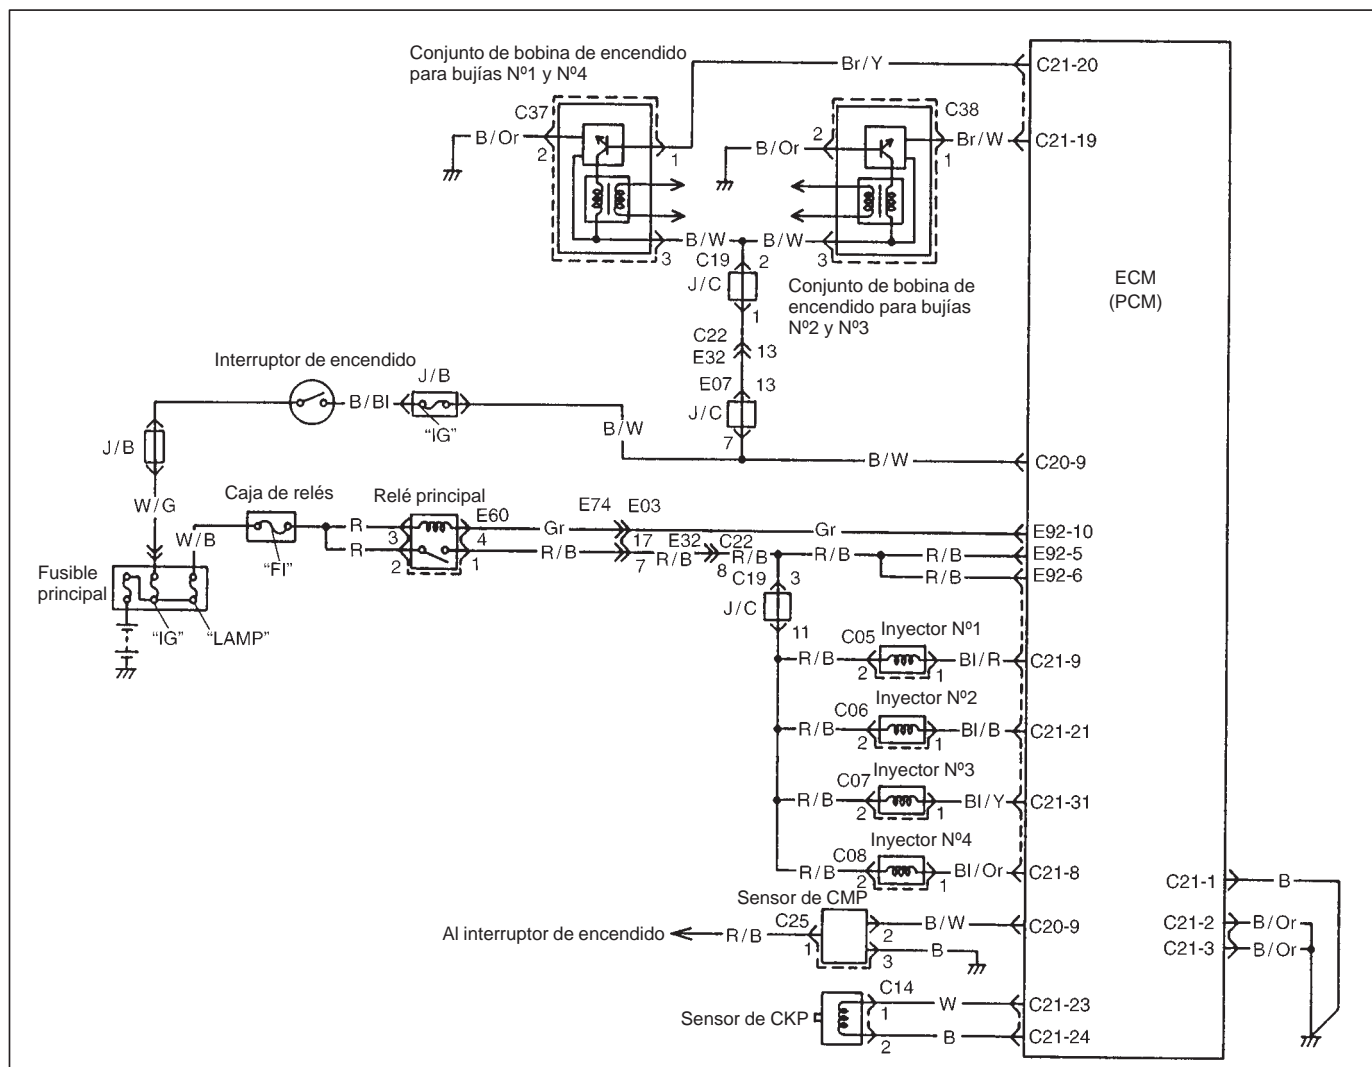 Conjunto de bobina de encendido
para bujías Nº1 y Nº4
Br/Y
C21-20
C37
C38
B/Or
2
1
B/Or
2
Br/W
1
C21-19
B/W
B/W
3
3
C19
2
J/C
1
Conjunto de bobina de
encendido para bujías
Nº2 y Nº3
ECM
(PCM)
C22
E32
13
Interruptor de encendido
J/B
E07
13
B/Bl
"IG"
J/C
7
B/W
J/B
B/W
C20-9
W/G
Caja de relés
Relé principal
E60
E74
E03
W/B
R
3
4
Gr
17
Gr
E92-10
R
2
1
R/B
7
R/B
E32
C22
8
R/B
R/B
R/B
E92-5
R/B
E92-6
"FI"
Fusible
principal
"IG"
"LAMP"
C19
3
J/C
11
Inyector Nº1
C05
R/B
2
1
Bl/R
C21-9
Inyector Nº2
C06
R/B
2
1
Bl/B
C21-21
Inyector Nº3
C07
R/B
2
1
Bl/Y
C21-31
Inyector Nº4
C08
R/B
2
1
Bl/Or
C21-8
C21-1
B
Sensor de CMP
C25
Al interruptor de encendido
R/B
1
2
B/W
C20-9
3
B
C21-2
B/Or
C21-3
B/Or
Sensor de CKP
C14
1
W
C21-23
2
B
C21-24